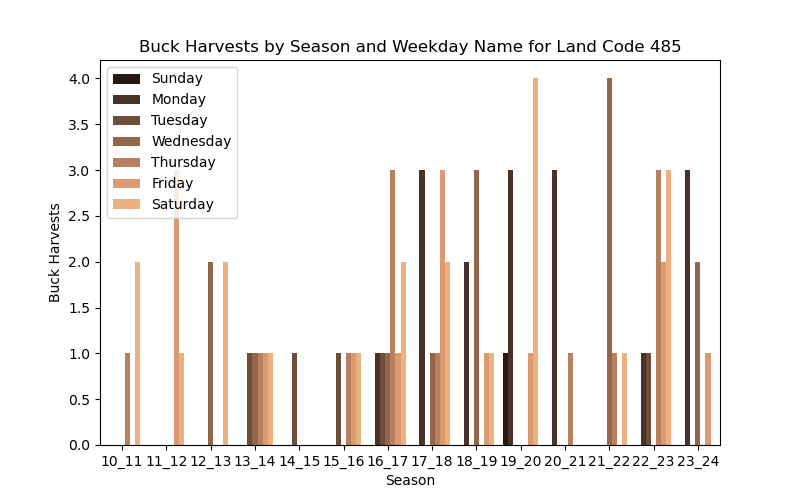 Buck Harvests by Season and Weekday Name for Land Code 485
Sunday
Monday
Tuesday
Wednesday
Thursday
Friday
Saturday
4.0
3.5
3.0
2.5
2.0
1.5
1.0
0.5
0.0
Buck Harvests
10_11 11_12 12_13 13_14 14_15 15_16 16_17 17_18 18_19 19_20 20_21 21_22 22_23 23_24
Season